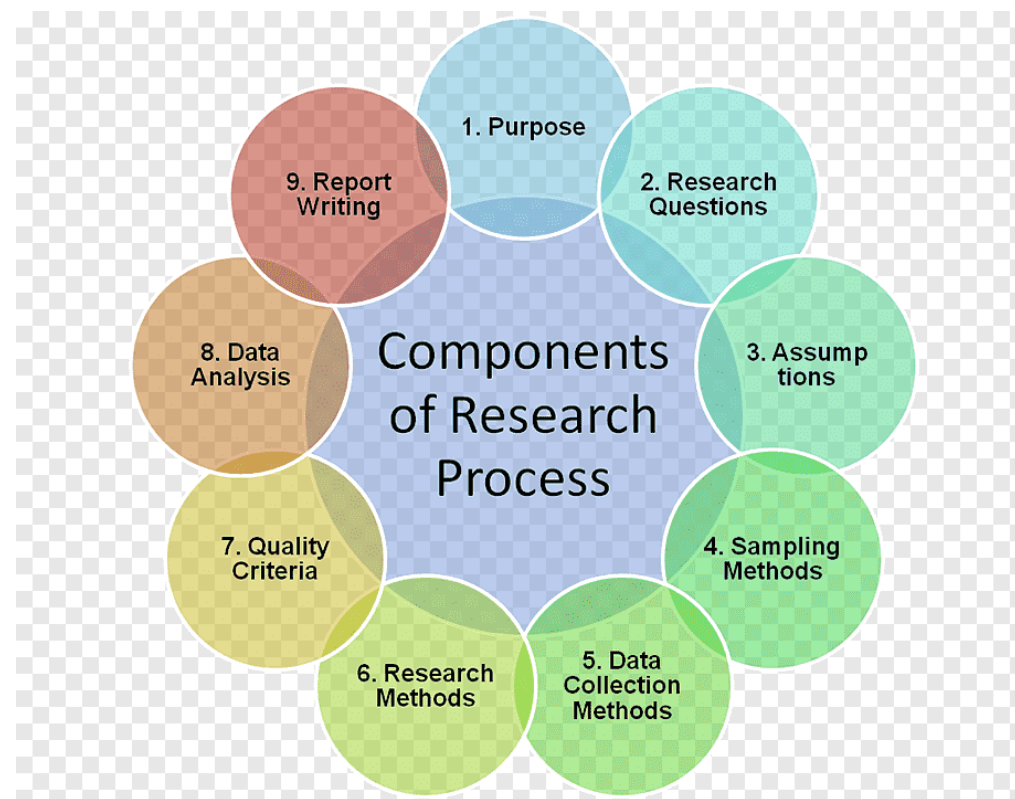 1. Purpose
2. Research
Questions
3. Assump
tions
4. Sampling
Methods
5. Data
Collection
Methods
6. Research
Methods
7. Quality
Criteria
8. Data
Analysis
9. Report
Writing
Components
of Research
Process